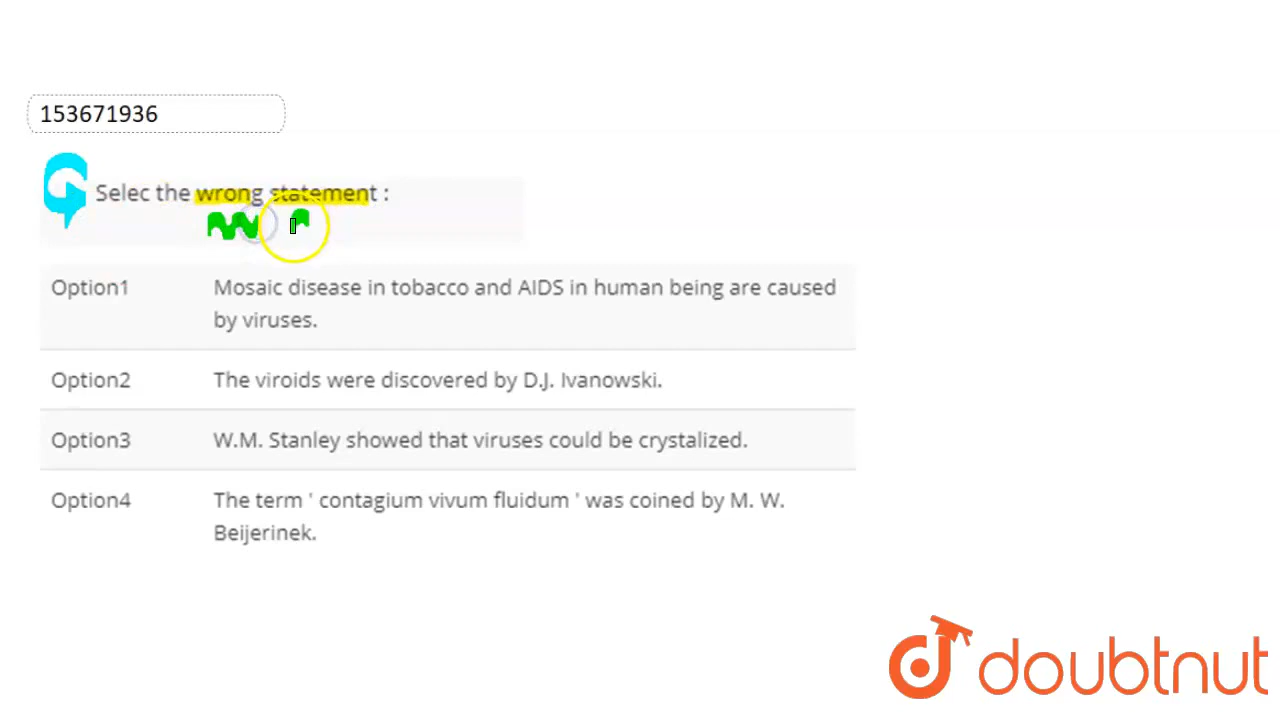 153671936
Selec the wrong statement :
Option1 Mosaic disease in tobacco and AIDS in human being are caused
by viruses.
Option2 The viroids were discovered by D.J. Ivanowski.
Option3 W.M. Stanley showed that viruses could be crystalized.
Option4 The term ' contagium vivum fluidum ' was coined by M. W.
Beijerinek.
doubtnut